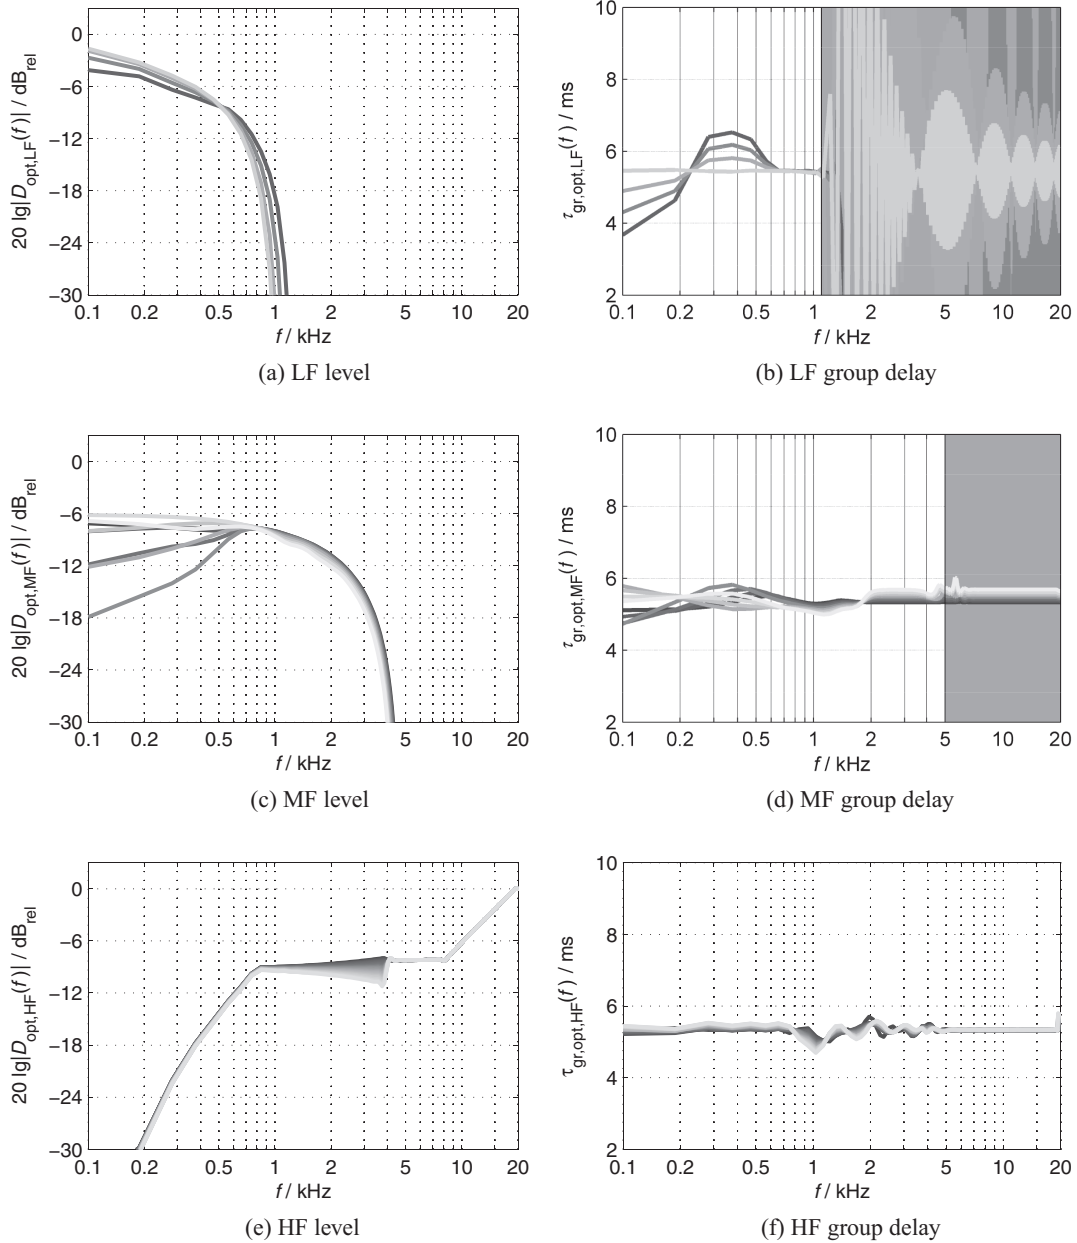 20 lg|D_opt,LF(f)| / dB_rel
0
−6
−12
−18
−24
−30
0.1 0.2 0.5 1 2 5 10 20
f / kHz
(a) LF level
τ_gr,opt,LF(f) / ms
10
8
6
4
2
0.1 0.2 0.5 1 2 5 10 20
f / kHz
(b) LF group delay
20 lg|D_opt,MF(f)| / dB_rel
0
−6
−12
−18
−24
−30
0.1 0.2 0.5 1 2 5 10 20
f / kHz
(c) MF level
τ_gr,opt,MF(f) / ms
10
8
6
4
2
0.1 0.2 0.5 1 2 5 10 20
f / kHz
(d) MF group delay
20 lg|D_opt,HF(f)| / dB_rel
0
−6
−12
−18
−24
−30
0.1 0.2 0.5 1 2 5 10 20
f / kHz
(e) HF level
τ_gr,opt,HF(f) / ms
10
8
6
4
2
0.1 0.2 0.5 1 2 5 10 20
f / kHz
(f) HF group delay